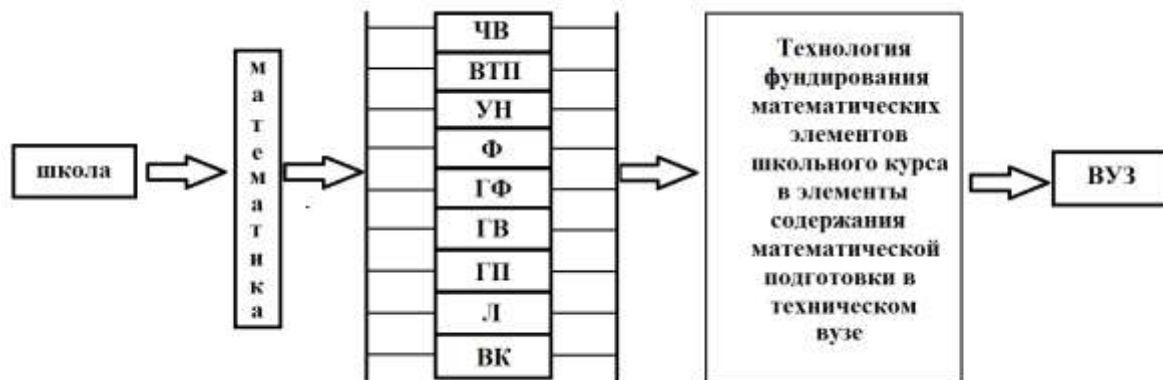 школа
математика
ЧВ
ВТП
УН
Ф
ГФ
ГВ
ГП
Л
ВК
Технология
фундирования
математических
элементов
школьного курса
в элементы
содержания
математической
подготовки в
техническом
вузе
ВУЗ